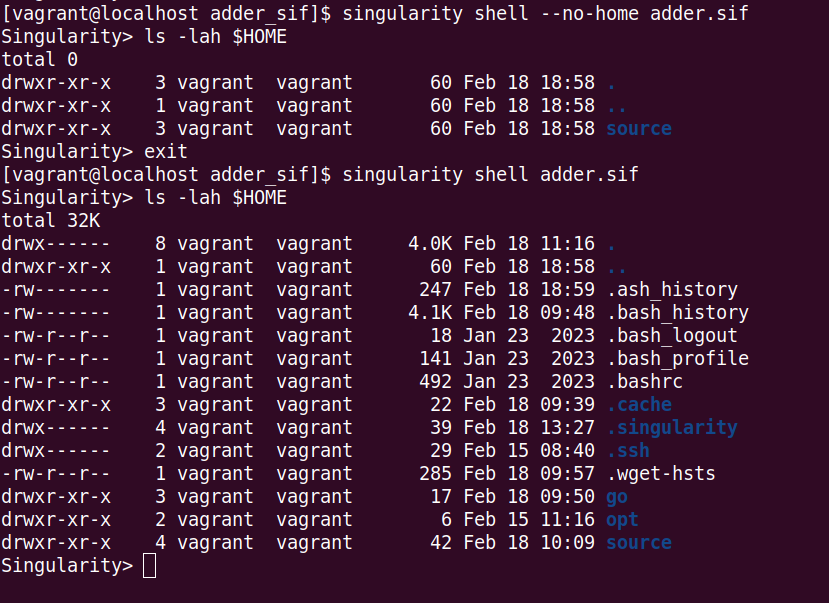 [vagrant@localhost adder_sif]$ singularity shell --no-home adder.sif
Singularity> ls -lah $HOME
total 0
drwxr-xr-x    3 vagrant  vagrant       60 Feb 18 18:58 .
drwxr-xr-x    1 vagrant  vagrant       60 Feb 18 18:58 ..
drwxr-xr-x    3 vagrant  vagrant       60 Feb 18 18:58 source
Singularity> exit
[vagrant@localhost adder_sif]$ singularity shell adder.sif
Singularity> ls -lah $HOME
total 32K
drwx------    8 vagrant  vagrant     4.0K Feb 18 11:16 .
drwxr-xr-x    1 vagrant  vagrant       60 Feb 18 18:58 ..
-rw-------    1 vagrant  vagrant      247 Feb 18 18:59 .ash_history
-rw-------    1 vagrant  vagrant     4.1K Feb 18 09:48 .bash_history
-rw-r--r--    1 vagrant  vagrant       18 Jan 23  2023 .bash_logout
-rw-r--r--    1 vagrant  vagrant      141 Jan 23  2023 .bash_profile
-rw-r--r--    1 vagrant  vagrant      492 Jan 23  2023 .bashrc
drwxr-xr-x    3 vagrant  vagrant       22 Feb 18 09:39 .cache
drwx------    4 vagrant  vagrant       39 Feb 18 13:27 .singularity
drwx------    2 vagrant  vagrant       29 Feb 15 08:40 .ssh
-rw-r--r--    1 vagrant  vagrant      285 Feb 18 09:57 .wget-hsts
drwxr-xr-x    3 vagrant  vagrant       17 Feb 18 09:50 go
drwxr-xr-x    2 vagrant  vagrant        6 Feb 15 11:16 opt
drwxr-xr-x    4 vagrant  vagrant       42 Feb 18 10:09 source
Singularity>